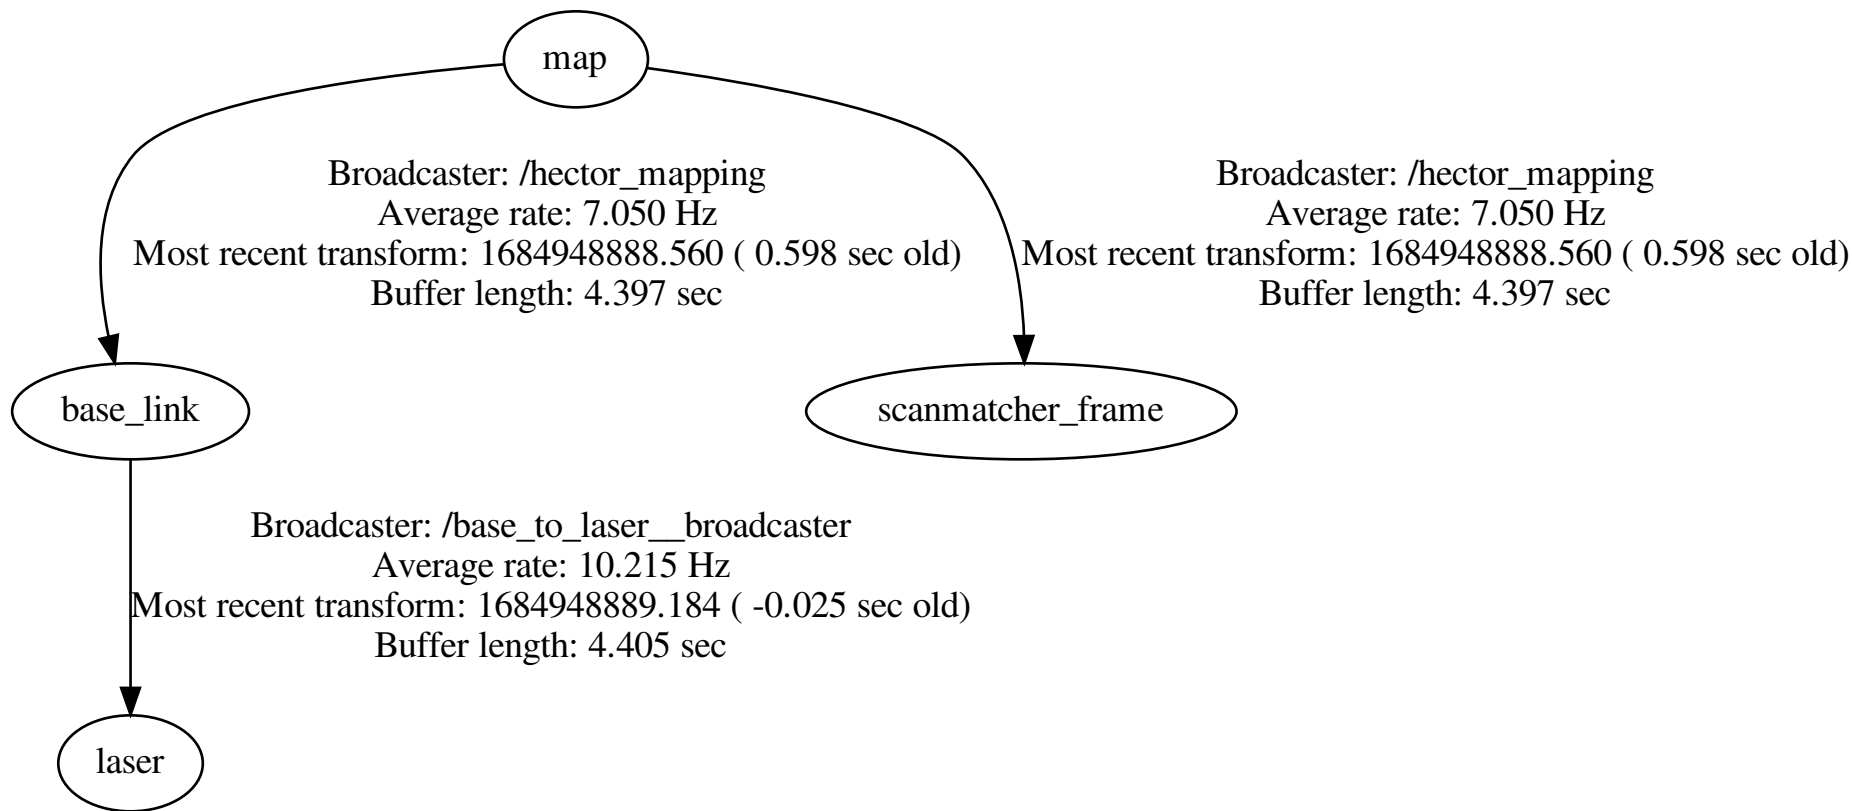 map
Broadcaster: /hector_mapping
Average rate: 7.050 Hz
Most recent transform: 1684948888.560 ( 0.598 sec old)
Buffer length: 4.397 sec
Broadcaster: /hector_mapping
Average rate: 7.050 Hz
Most recent transform: 1684948888.560 ( 0.598 sec old)
Buffer length: 4.397 sec
base_link
scanmatcher_frame
Broadcaster: /base_to_laser__broadcaster
Average rate: 10.215 Hz
Most recent transform: 1684948889.184 ( -0.025 sec old)
Buffer length: 4.405 sec
laser